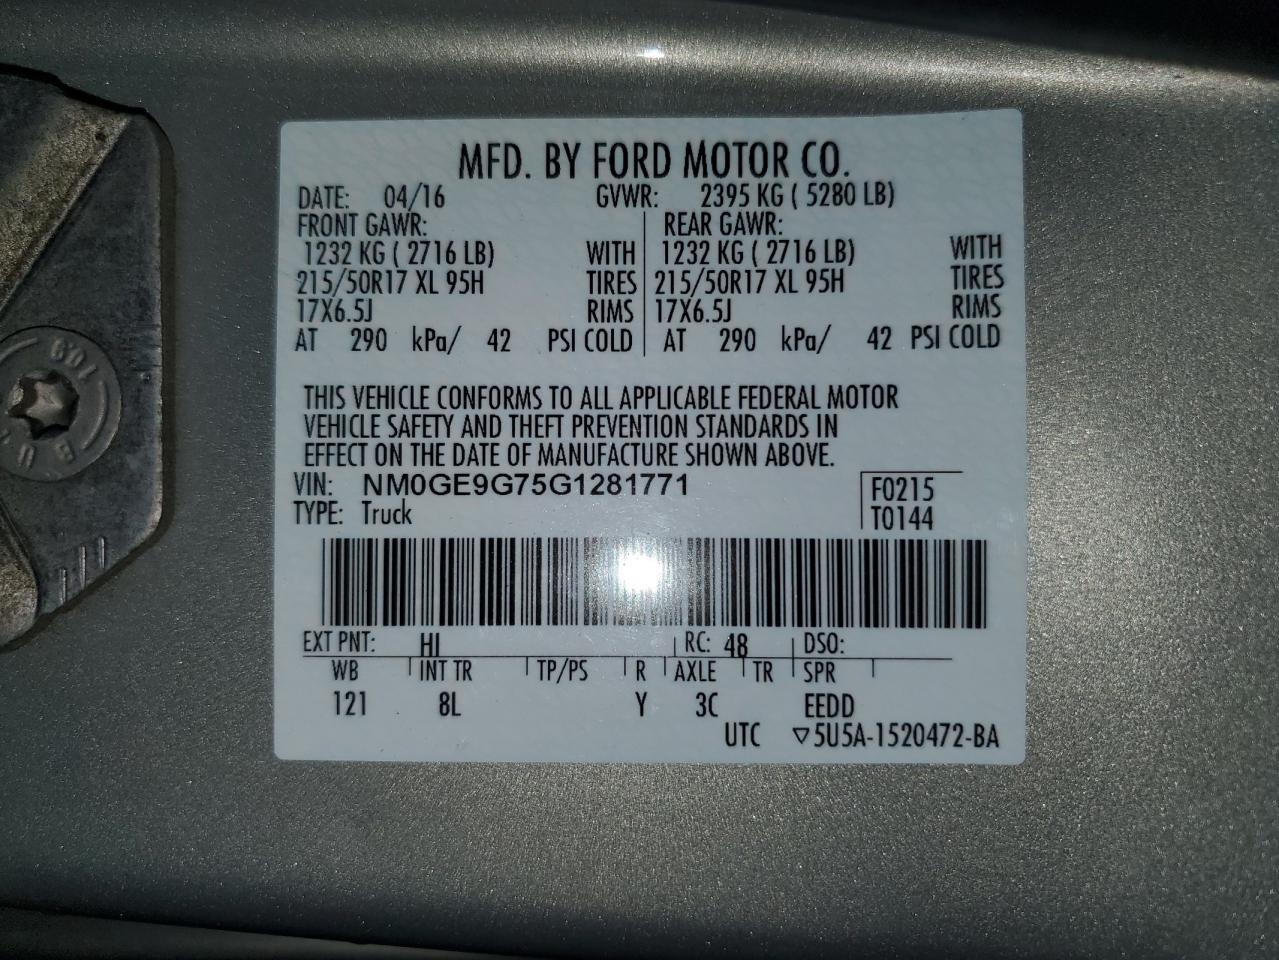 MFD. BY FORD MOTOR CO.
DATE: 04/16 GVWR: 2395 KG ( 5280 LB)
FRONT GAWR: REAR GAWR:
1232 KG ( 2716 LB) WITH 1232 KG ( 2716 LB) WITH
215/50R17 XL 95H TIRES 215/50R17 XL 95H TIRES
17X6.5J RIMS 17X6.5J RIMS
AT 290 kPa/ 42 PSI COLD AT 290 kPa/ 42 PSI COLD
THIS VEHICLE CONFORMS TO ALL APPLICABLE FEDERAL MOTOR
VEHICLE SAFETY AND THEFT PREVENTION STANDARDS IN
EFFECT ON THE DATE OF MANUFACTURE SHOWN ABOVE.
VIN: NM0GE9G75G1281771 F0215
TYPE: Truck T0144
EXT PNT: HI RC: 48 DSO:
WB INT TR TP/PS R AXLE TR SPR
121 8L Y 3C EEDD
UTC ▽5U5A-1520472-BA
10.9